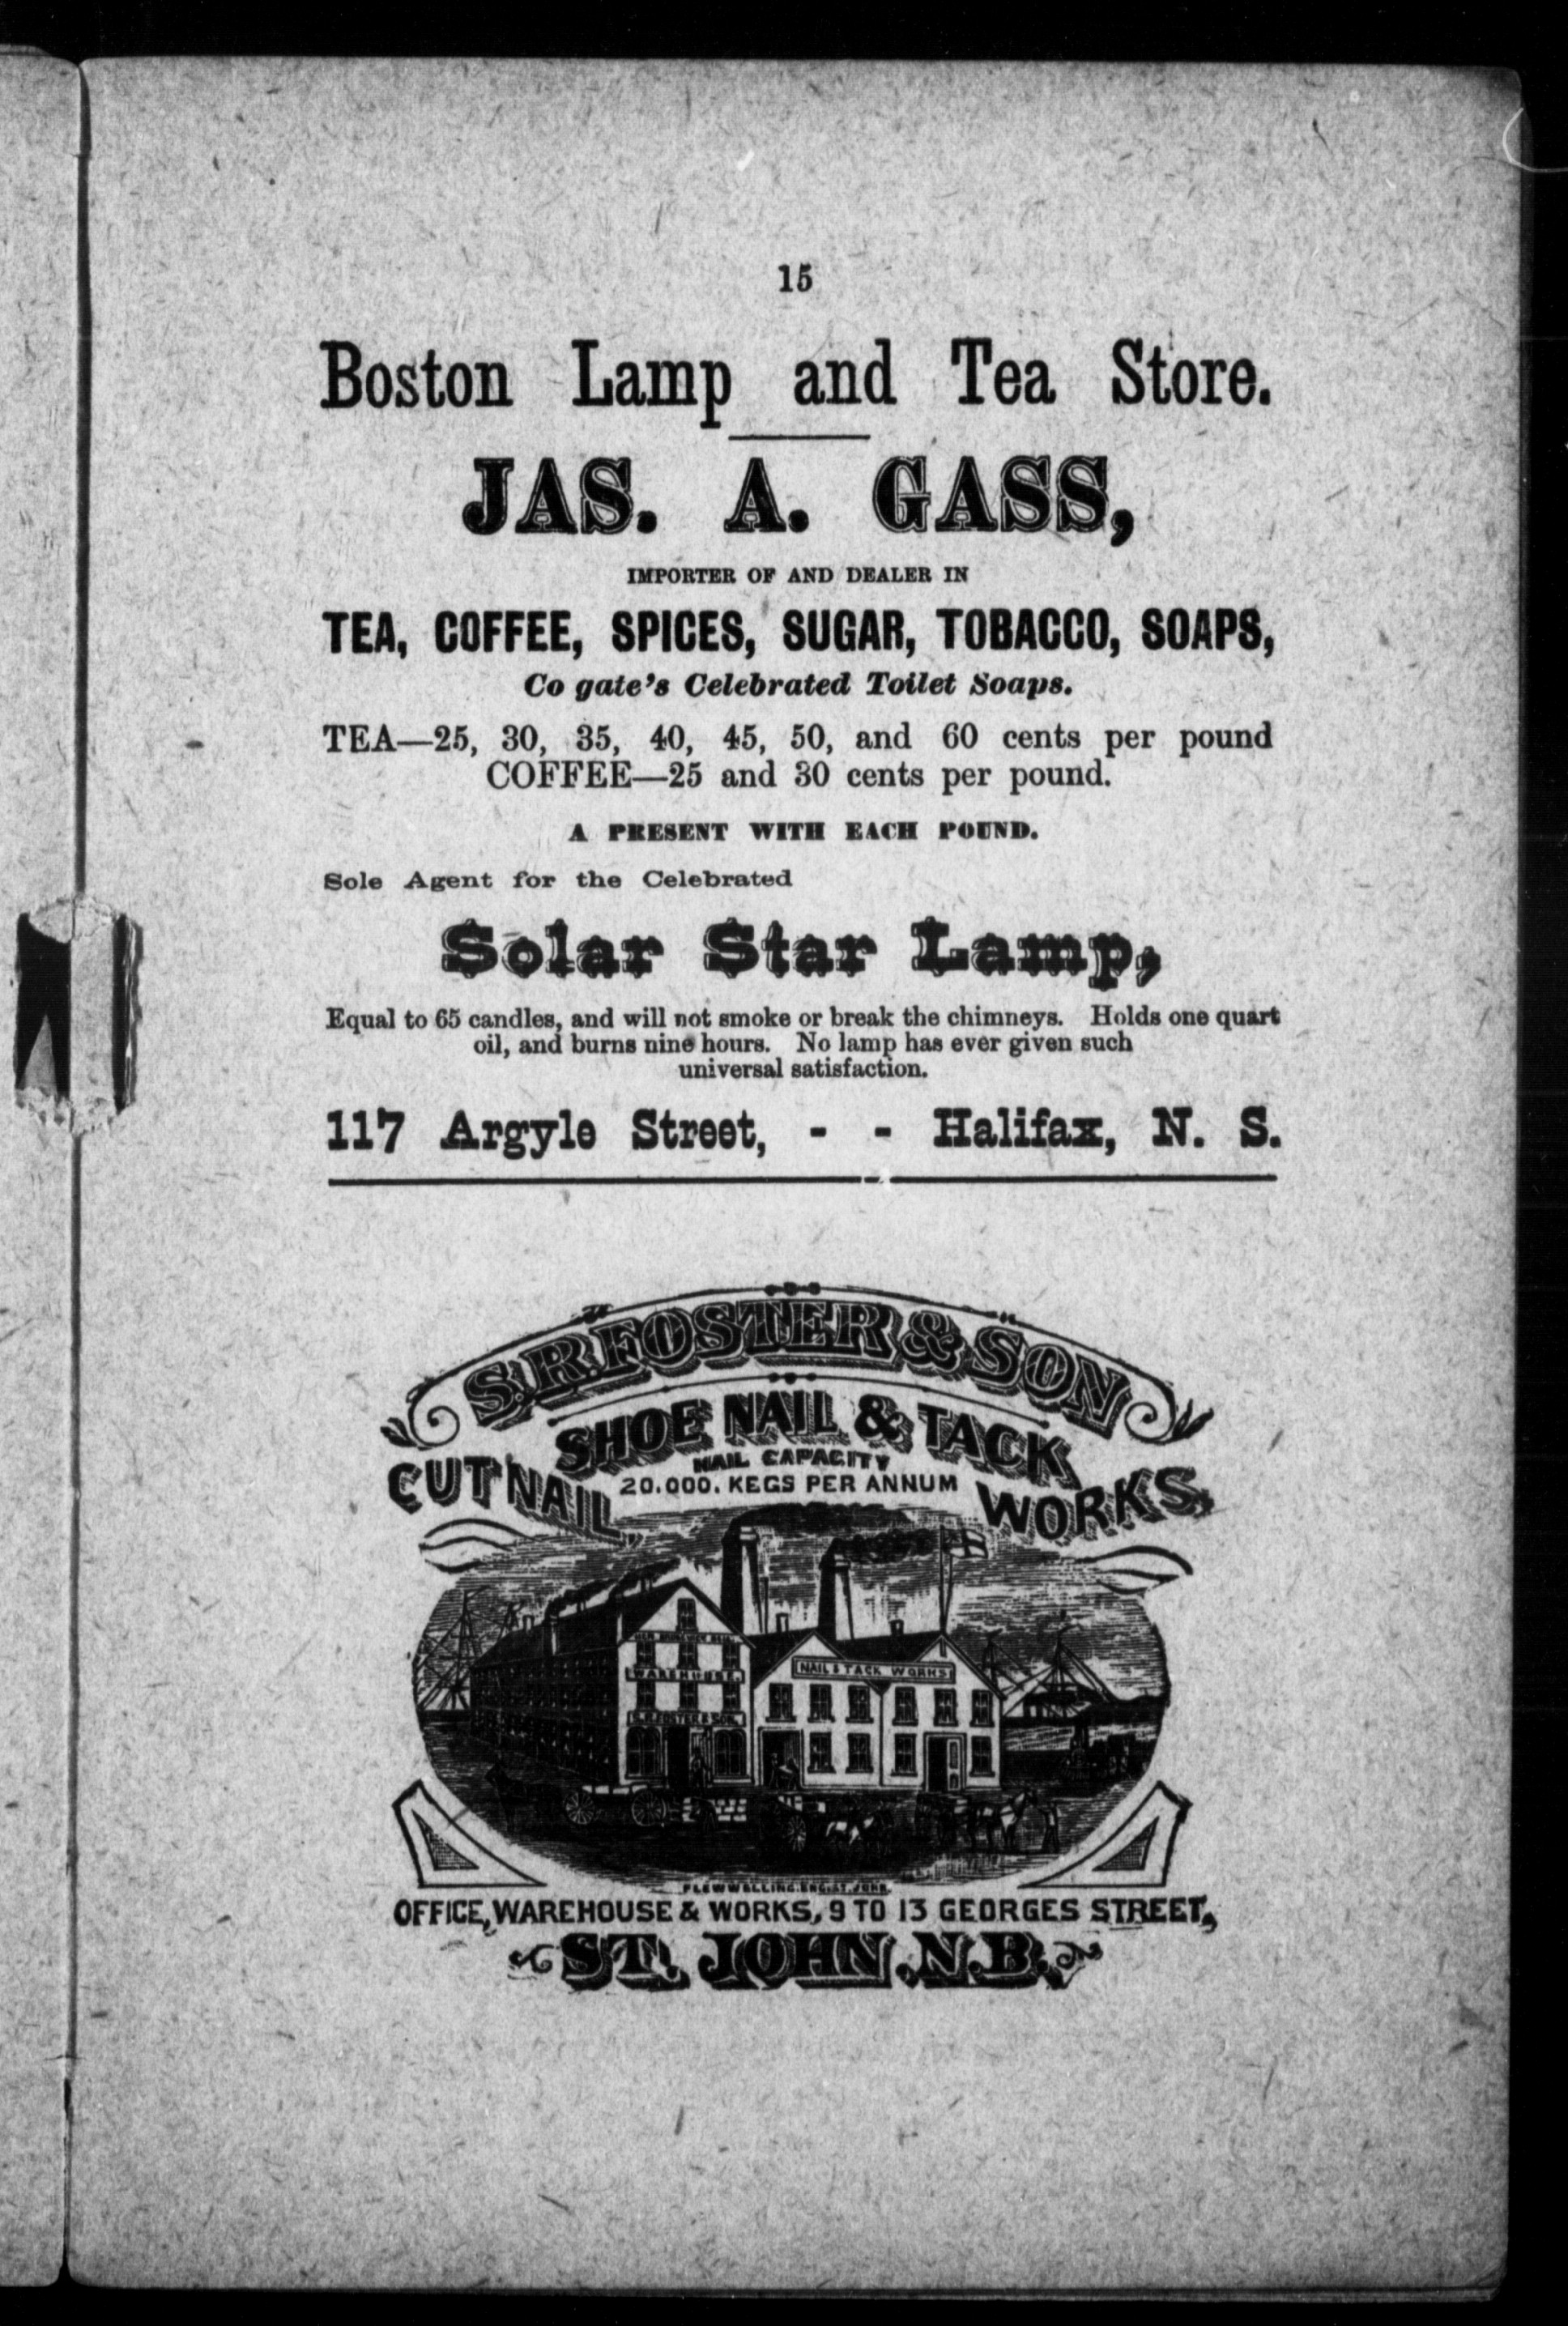 15
Boston Lamp and Tea Store.
JAS. A. GASS,
IMPORTER OF AND DEALER IN
TEA, COFFEE, SPICES, SUGAR, TOBACCO, SOAPS,
Co gate's Celebrated Toilet Soaps.
TEA—25, 30, 35, 40, 45, 50, and 60 cents per pound
COFFEE—25 and 30 cents per pound.
A PRESENT WITH EACH POUND.
Sole Agent for the Celebrated
Solar Star Lamp,
Equal to 65 candles, and will not smoke or break the chimneys. Holds one quart
oil, and burns nine hours. No lamp has ever given such
universal satisfaction.
117 Argyle Street, - - Halifax, N. S.
S.R. FOSTER & SON
SHOE NAIL & TACK
NAIL CAPACITY
20.000. KEGS PER ANNUM
CUT NAIL,
WORKS,
WAREHOUSE.
NAIL & TACK WORKS
S.R. FOSTER & SON.
FLEWWELLING. ENG. ST. JOHN.
OFFICE, WAREHOUSE & WORKS, 9 TO 13 GEORGES STREET,
ST. JOHN. N.B.